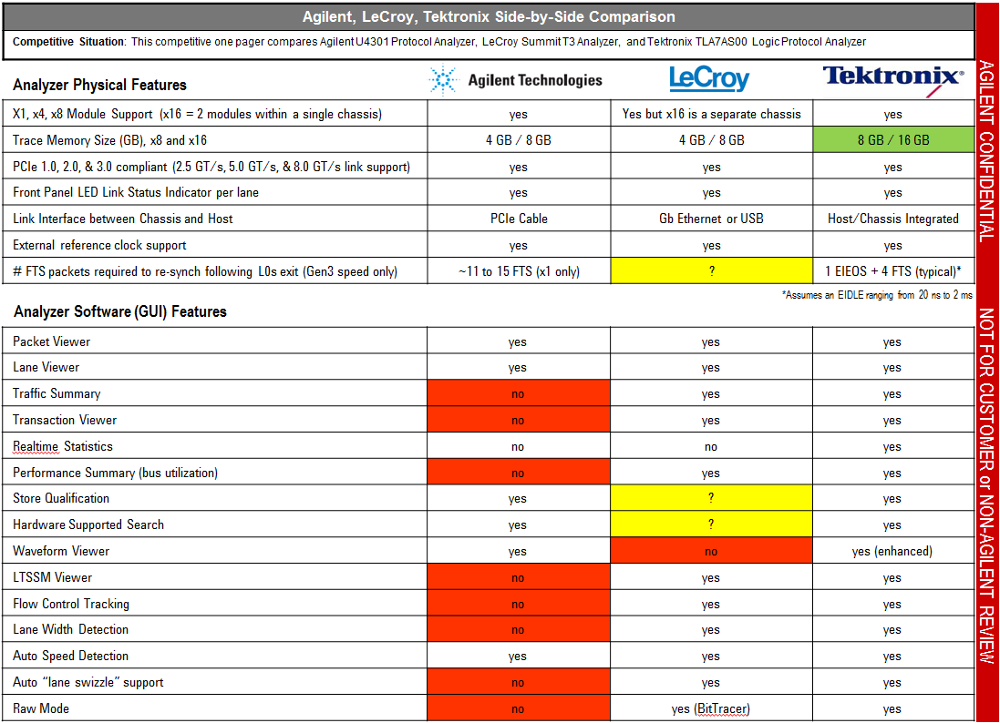 Agilent, LeCroy, Tektronix Side-by-Side Comparison
Competitive Situation: This competitive one pager compares Agilent U4301 Protocol Analyzer, LeCroy Summit T3 Analyzer, and Tektronix TLA7AS00 Logic Protocol Analyzer
Analyzer Physical Features Agilent Technologies LeCroy Tektronix®
X1, x4, x8 Module Support (x16 = 2 modules within a single chassis) yes Yes but x16 is a separate chassis yes
Trace Memory Size (GB), x8 and x16 4 GB / 8 GB 4 GB / 8 GB 8 GB / 16 GB
PCIe 1.0, 2.0, & 3.0 compliant (2.5 GT/s, 5.0 GT/s, & 8.0 GT/s link support) yes yes yes
Front Panel LED Link Status Indicator per lane yes yes yes
Link Interface between Chassis and Host PCIe Cable Gb Ethernet or USB Host/Chassis Integrated
External reference clock support yes yes yes
# FTS packets required to re-synch following L0s exit (Gen3 speed only) ~11 to 15 FTS (x1 only) ? 1 EIEOS + 4 FTS (typical)*
*Assumes an EIDLE ranging from 20 ns to 2 ms
Analyzer Software (GUI) Features
Packet Viewer yes yes yes
Lane Viewer yes yes yes
Traffic Summary no yes yes
Transaction Viewer no yes yes
Realtime Statistics no no yes
Performance Summary (bus utilization) no yes yes
Store Qualification yes ? yes
Hardware Supported Search yes ? yes
Waveform Viewer yes no yes (enhanced)
LTSSM Viewer no yes yes
Flow Control Tracking no yes yes
Lane Width Detection no yes yes
Auto Speed Detection yes yes yes
Auto “lane swizzle” support no yes yes
Raw Mode no yes (BitTracer) yes
AGILENT CONFIDENTIAL NOT FOR CUSTOMER or NON-AGILENT REVIEW